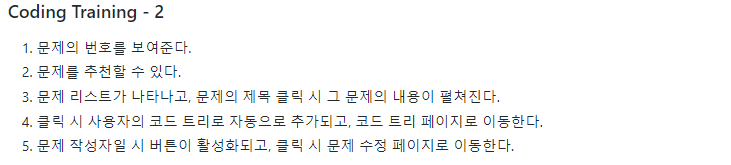 Coding Training - 2
1. 문제의 번호를 보여준다.
2. 문제를 추천할 수 있다.
3. 문제 리스트가 나타나고, 문제의 제목 클릭 시 그 문제의 내용이 펼쳐진다.
4. 클릭 시 사용자의 코드 트리로 자동으로 추가되고, 코드 트리 페이지로 이동한다.
5. 문제 작성자일 시 버튼이 활성화되고, 클릭 시 문제 수정 페이지로 이동한다.